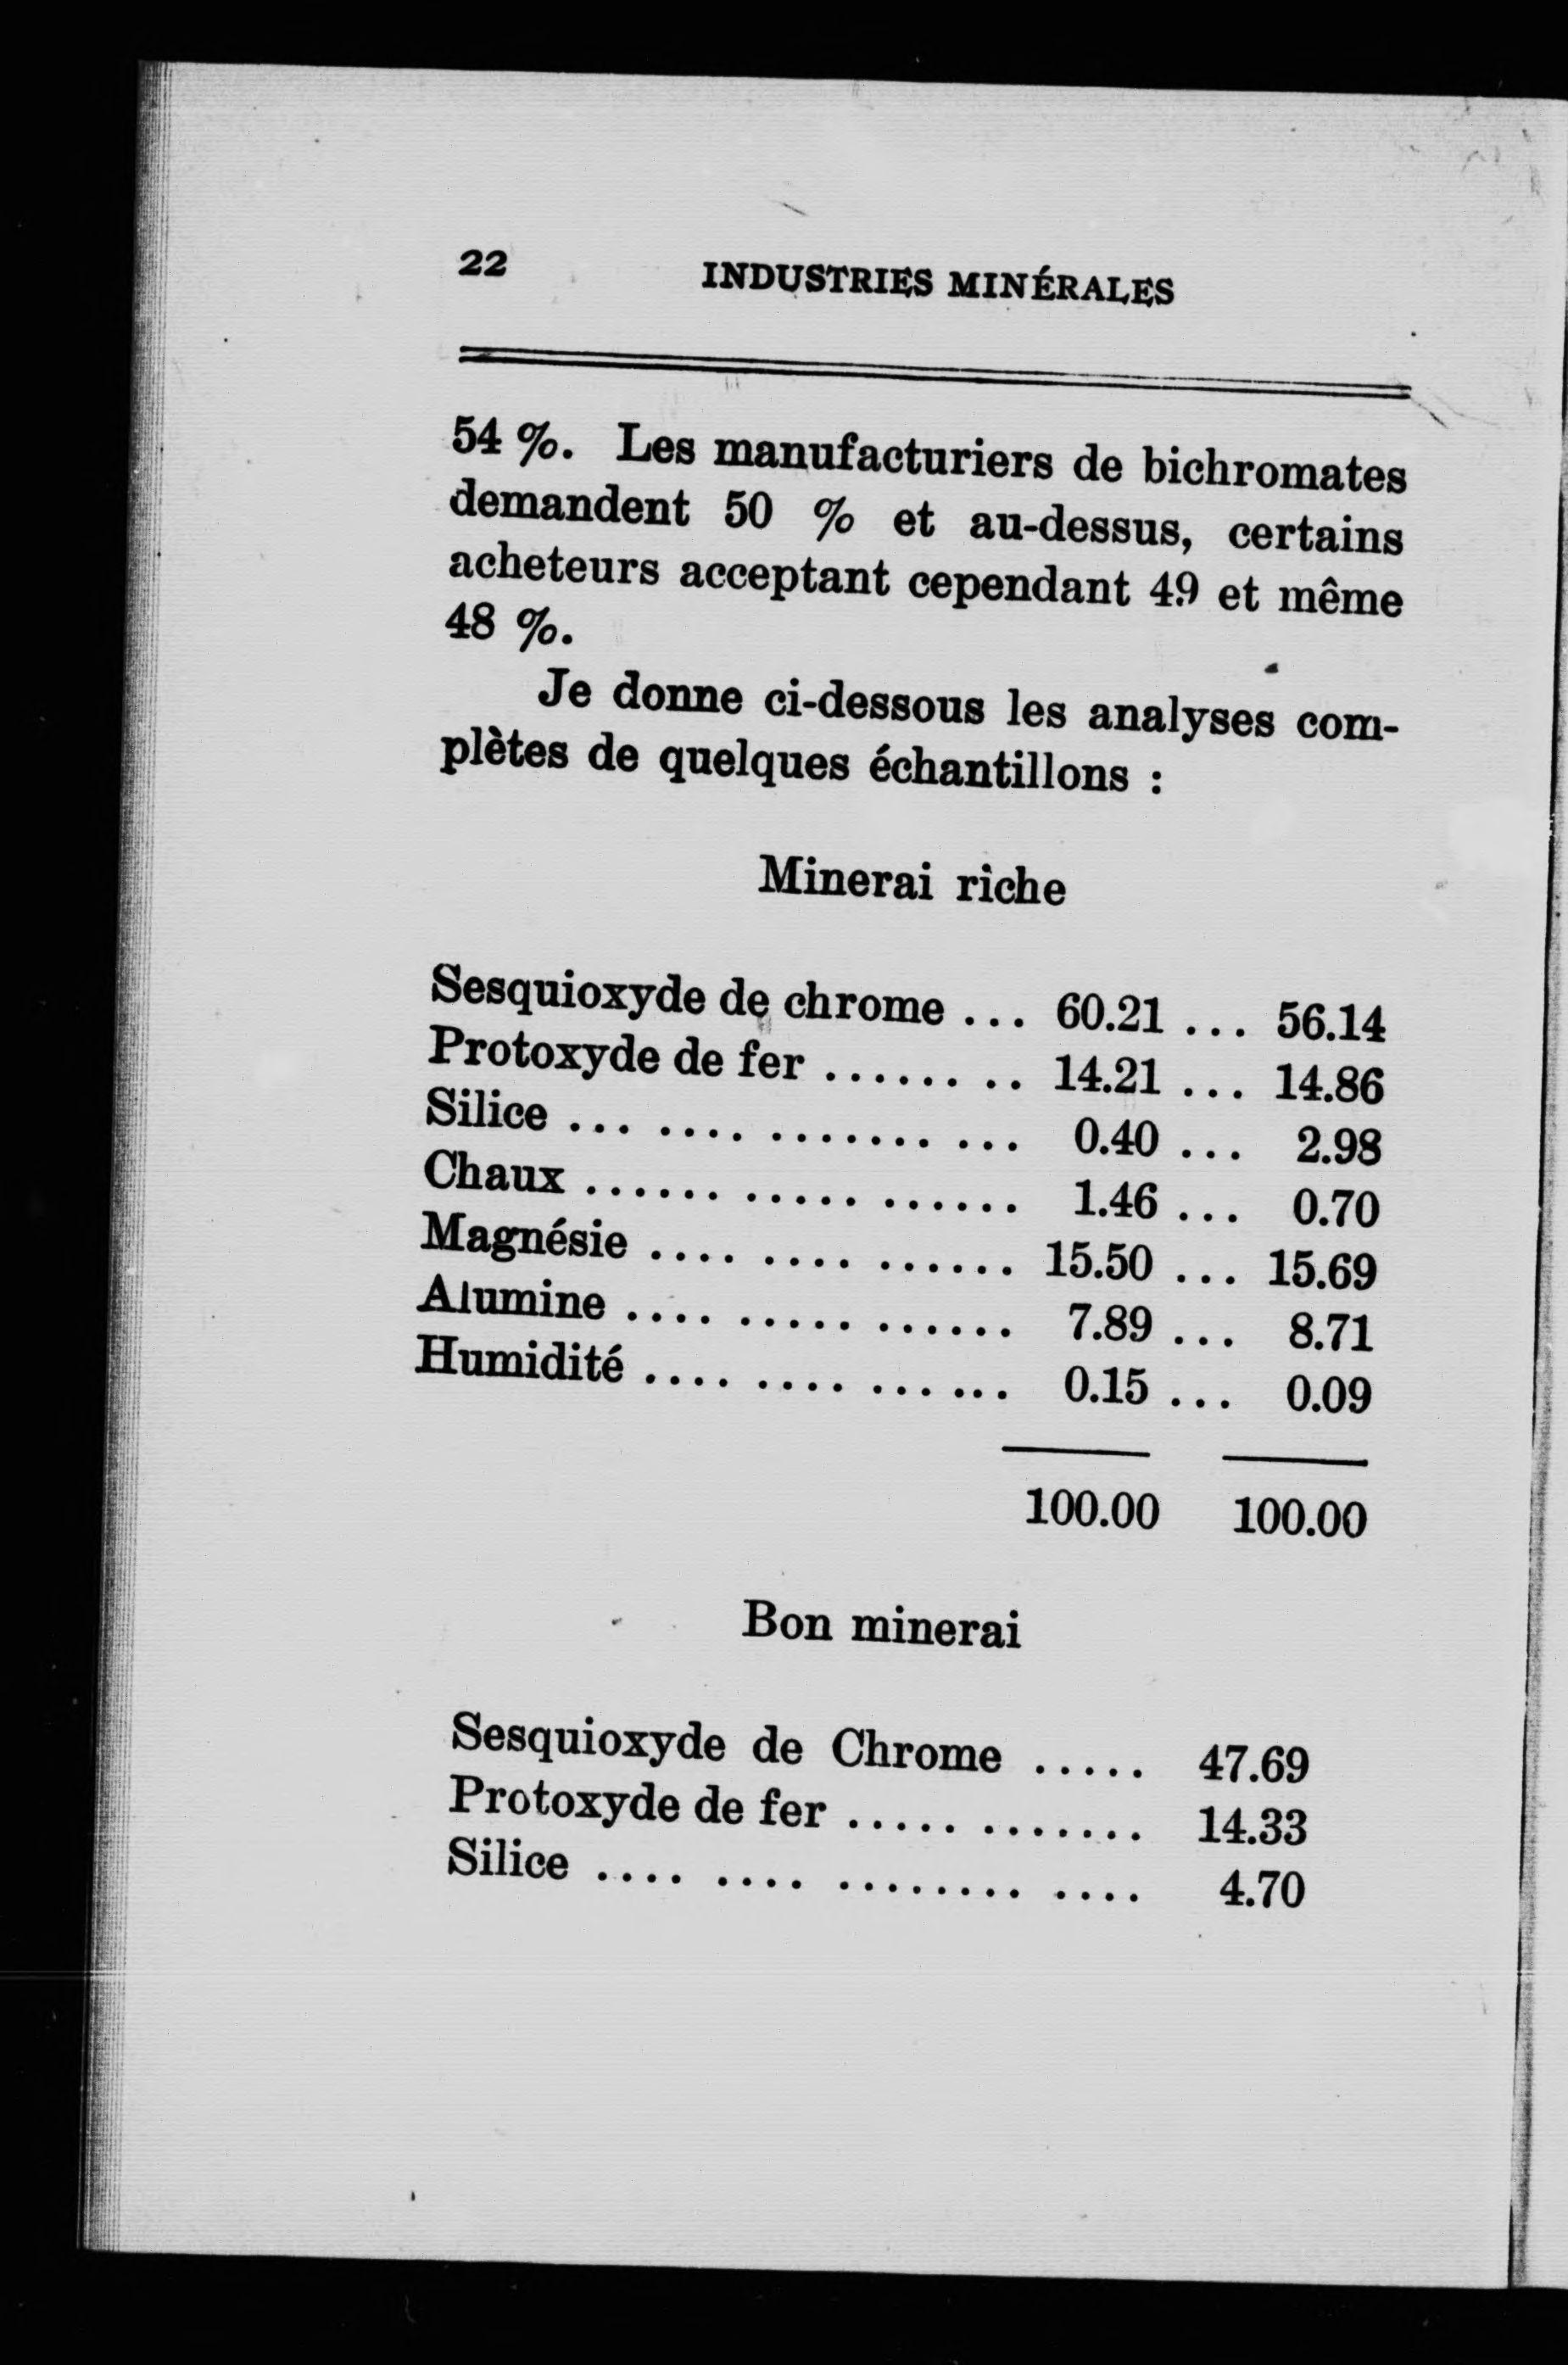 22 INDUSTRIES MINÉRALES
54 %. Les manufacturiers de bichromates
demandent 50 % et au-dessus, certains
acheteurs acceptant cependant 49 et même
48 %.
Je donne ci-dessous les analyses com-
plètes de quelques échantillons :
Minerai riche
Sesquioxyde de chrome ... 60.21 ... 56.14
Protoxyde de fer ........ 14.21 ... 14.86
Silice ... .... ....... ... 0.40 ... 2.98
Chaux ...... ..... ...... 1.46 ... 0.70
Magnésie .... .... ...... 15.50 ... 15.69
Alumine .... ..... ...... 7.89 ... 8.71
Humidité .... .... ... ... 0.15 ... 0.09
100.00 100.00
Bon minerai
Sesquioxyde de Chrome ..... 47.69
Protoxyde de fer ..... ....... 14.33
Silice .... .... ........ .... 4.70